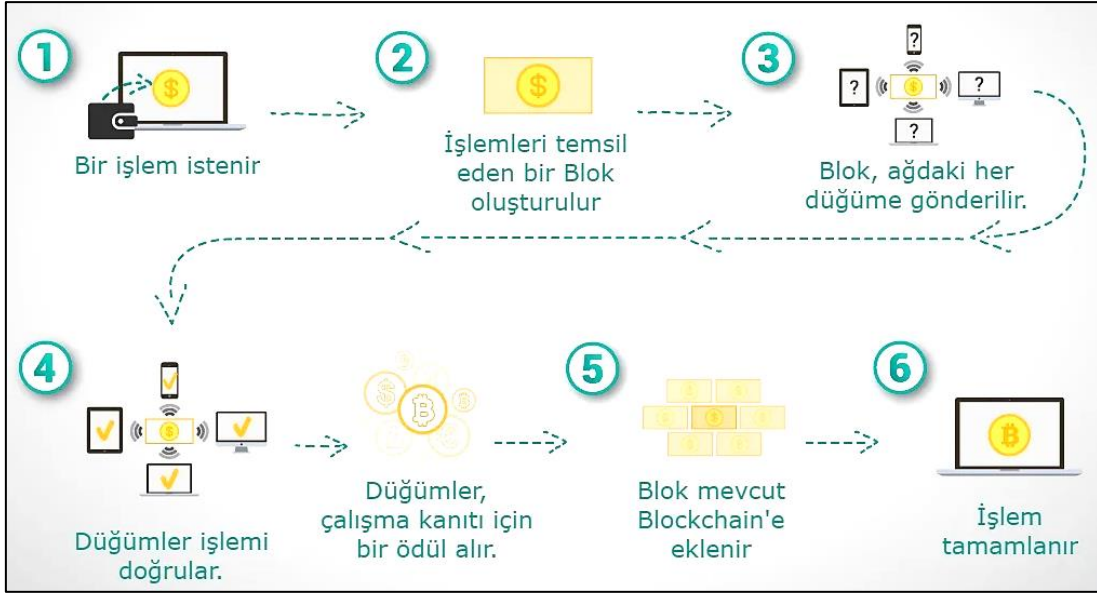 1
Bir işlem istenir
2
İşlemleri temsil
eden bir Blok
oluşturulur
3
Blok, ağdaki her
düğüme gönderilir.
4
Düğümler işlemi
doğrular.
Düğümler,
çalışma kanıtı için
bir ödül alır.
5
Blok mevcut
Blockchain'e
eklenir
6
İşlem
tamamlanır